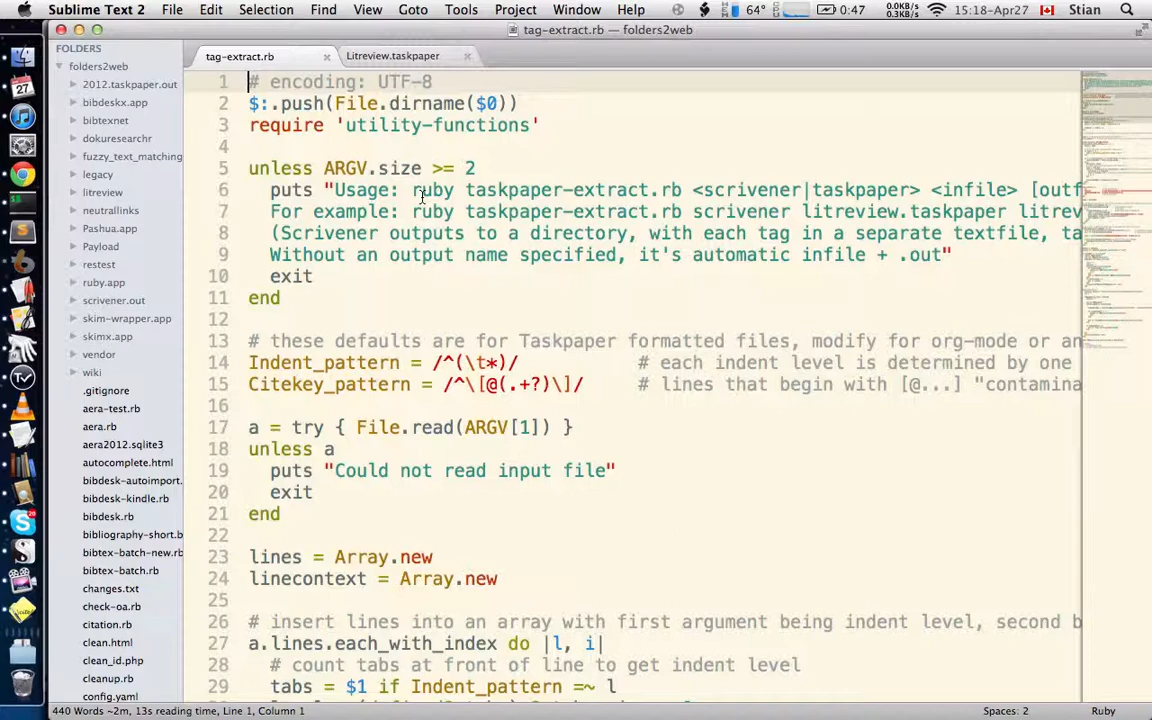 Sublime Text 2 File Edit Selection Find View Goto Tools Project Window Help 64° 0:47 0.0KB/s 0.3KB/s 15:18-Apr27 Stian
tag-extract.rb — folders2web
FOLDERS
folders2web
2012.taskpaper.out
bibdeskx.app
bibtexnet
dokuresearchr
fuzzy_text_matching
legacy
litreview
neutrallinks
Pashua.app
Payload
restest
ruby.app
scrivener.out
skim-wrapper.app
skimx.app
vendor
wiki
.gitignore
aera-test.rb
aera.rb
aera2012.sqlite3
autocomplete.html
bibdesk-autoimport.
bibdesk-kindle.rb
bibdesk.rb
bibliography-short.b
bibtex-batch-new.rb
bibtex-batch.rb
changes.txt
check-oa.rb
citation.rb
clean.html
clean_id.php
cleanup.rb
config.yaml
tag-extract.rb Litreview.taskpaper
1 # encoding: UTF-8
2 $:.push(File.dirname($0))
3 require 'utility-functions'
4
5 unless ARGV.size >= 2
6 puts "Usage: ruby taskpaper-extract.rb <scrivener|taskpaper> <infile> [outf
7 For example: ruby taskpaper-extract.rb scrivener litreview.taskpaper litrev
8 (Scrivener outputs to a directory, with each tag in a separate textfile, ta
9 Without an output name specified, it's automatic infile + .out"
10 exit
11 end
12
13 # these defaults are for Taskpaper formatted files, modify for org-mode or an
14 Indent_pattern = /^(\t*)/ # each indent level is determined by one
15 Citekey_pattern = /^\[@(.+?)\]/ # lines that begin with [@...] "contamina
16
17 a = try { File.read(ARGV[1]) }
18 unless a
19 puts "Could not read input file"
20 exit
21 end
22
23 lines = Array.new
24 linecontext = Array.new
25
26 # insert lines into an array with first argument being indent level, second b
27 a.lines.each_with_index do |l, i|
28 # count tabs at front of line to get indent level
29 tabs = $1 if Indent_pattern =~ l
440 Words ~2m, 13s reading time, Line 1, Column 1 Spaces: 2 Ruby